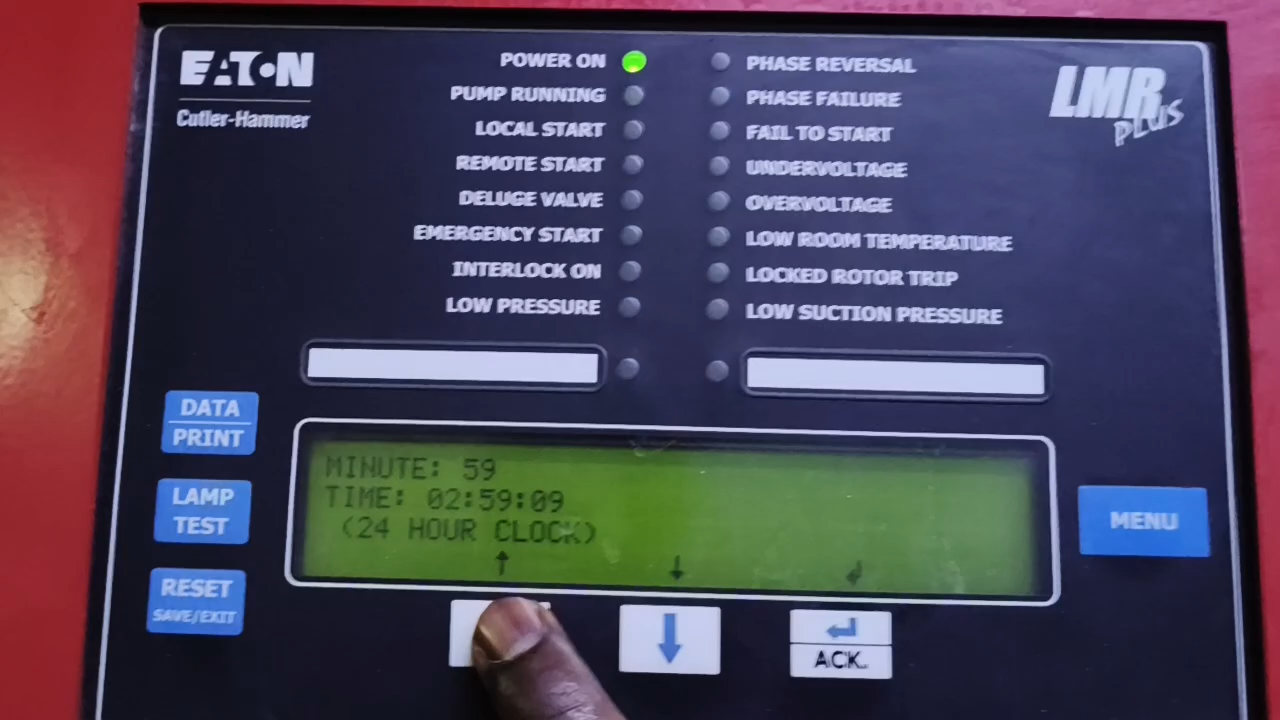 EATON
Cutler-Hammer
POWER ON
PUMP RUNNING
LOCAL START
REMOTE START
DELUGE VALVE
EMERGENCY START
INTERLOCK ON
LOW PRESSURE
PHASE REVERSAL
PHASE FAILURE
FAIL TO START
UNDERVOLTAGE
OVERVOLTAGE
LOW ROOM TEMPERATURE
LOCKED ROTOR TRIP
LOW SUCTION PRESSURE
LMR
PLUS
DATA
PRINT
LAMP
TEST
RESET
SAVE/EXIT
MINUTE: 59
TIME: 02:59:09
(24 HOUR CLOCK)
↑ ↓ ↲
MENU
↓
↲
ACK.